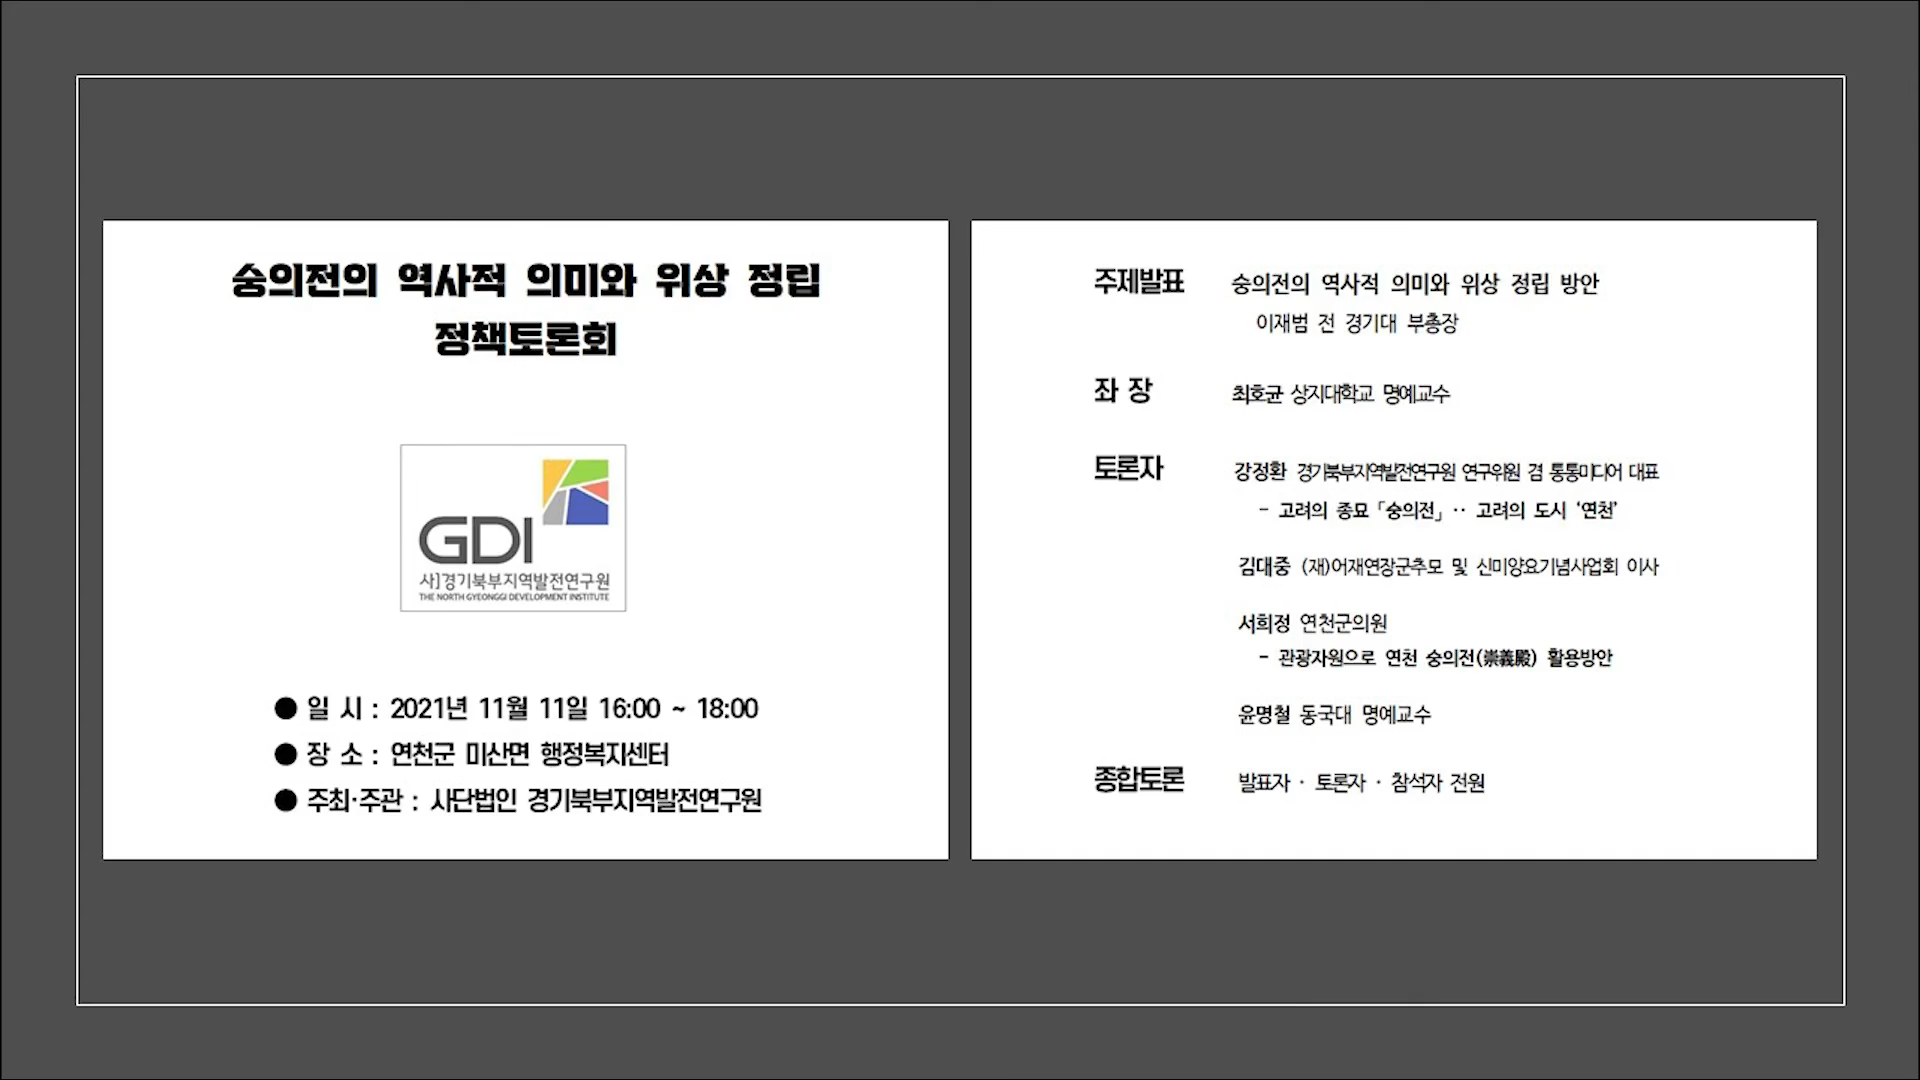 숭의전의 역사적 의미와 위상 정립
정책토론회
GDI
사]경기북부지역발전연구원
THE NORTH GYEONGGI DEVELOPMENT INSTITUTE
● 일 시 : 2021년 11월 11일 16:00 ~ 18:00
● 장 소 : 연천군 미산면 행정복지센터
● 주최·주관 : 사단법인 경기북부지역발전연구원
주제발표 숭의전의 역사적 의미와 위상 정립 방안
이재범 전 경기대 부총장
좌 장 최호균 상지대학교 명예교수
토론자 강정환 경기북부지역발전연구원 연구위원 겸 통통미디어 대표
- 고려의 종묘 「숭의전」‥ 고려의 도시 ‘연천’
김대중 (재)어재연장군추모 및 신미양요기념사업회 이사
서희정 연천군의원
- 관광자원으로 연천 숭의전(崇義殿) 활용방안
윤명철 동국대 명예교수
종합토론 발표자 · 토론자 · 참석자 전원